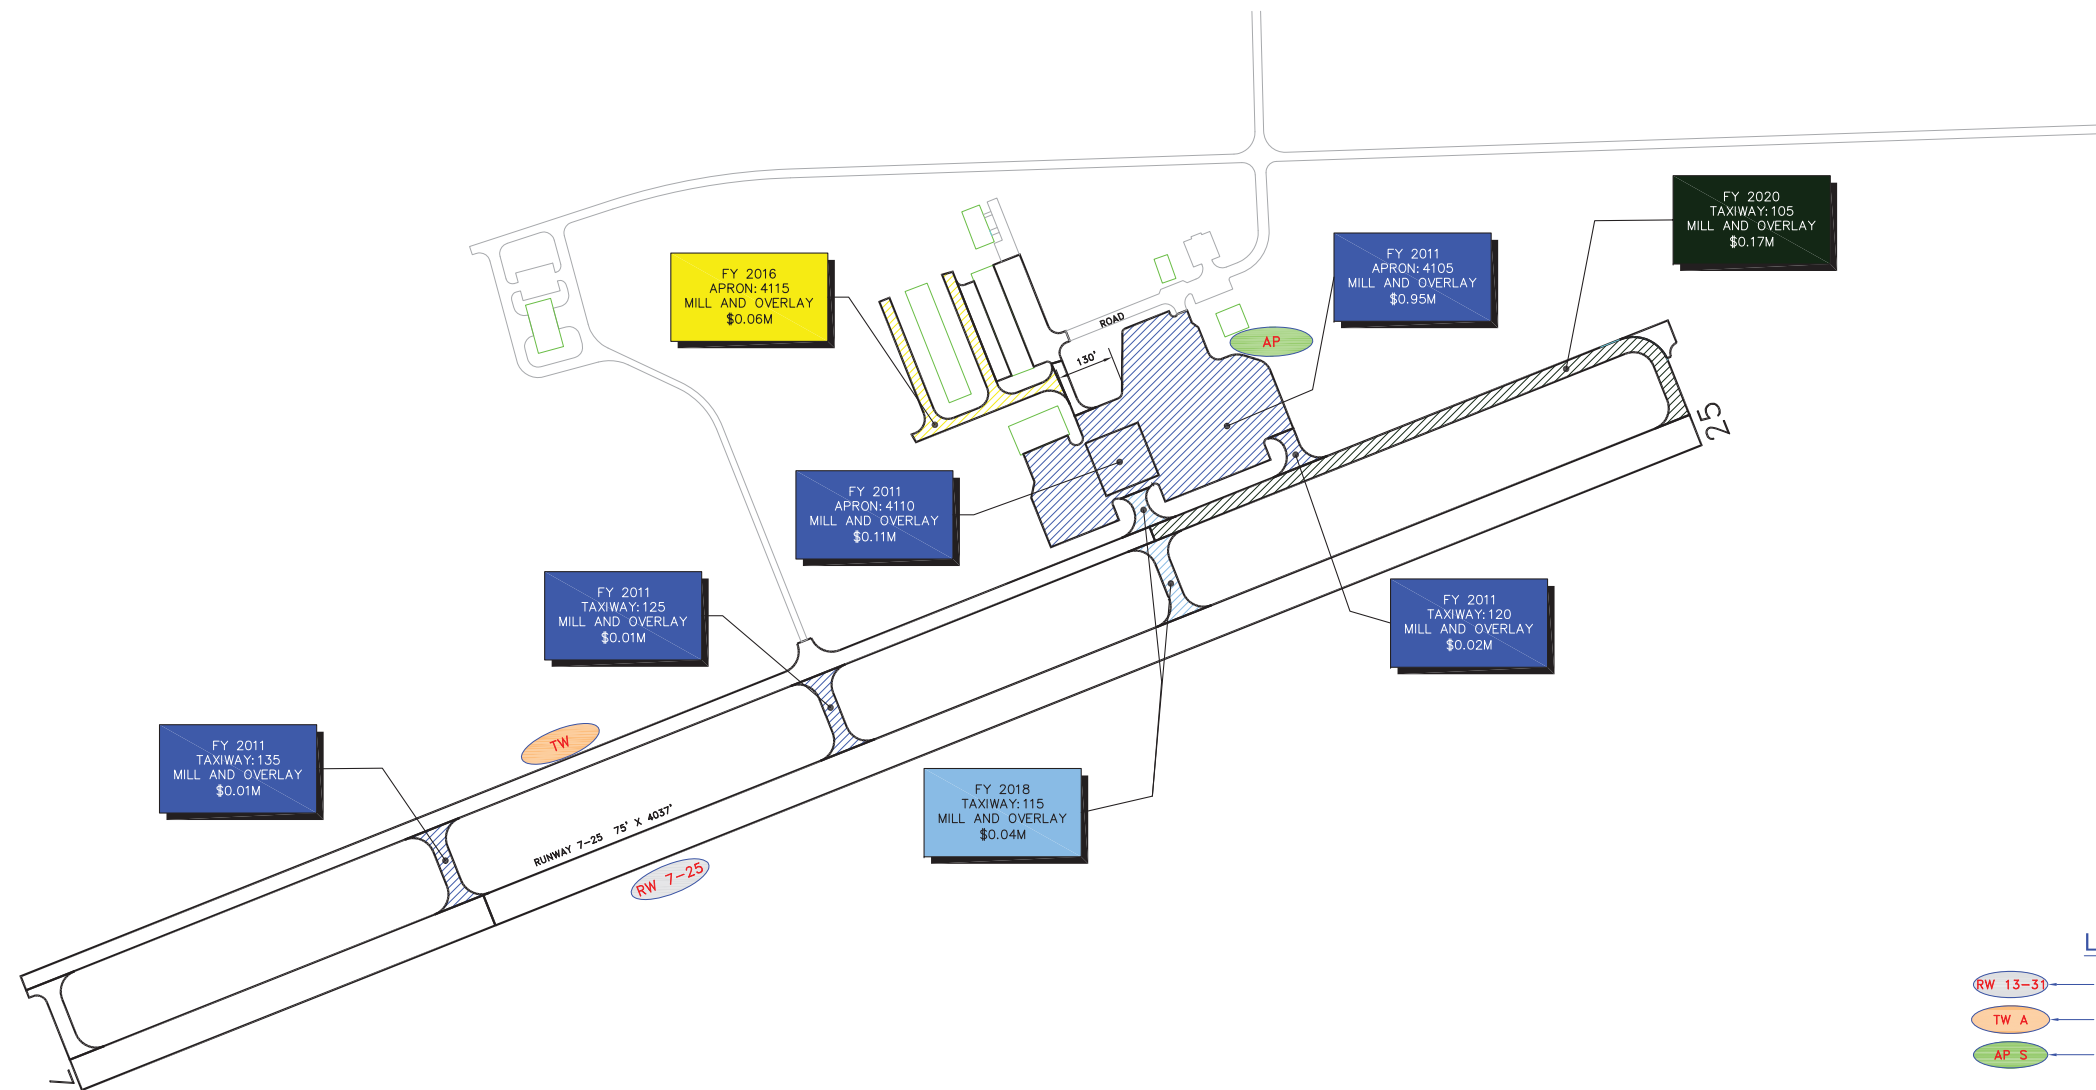 FY 2020
TAXIWAY:105
MILL AND OVERLAY
$0.17M
FY 2011
APRON:4105
MILL AND OVERLAY
$0.95M
FY 2016
APRON:4115
MILL AND OVERLAY
$0.06M
ROAD
AP
130'
25
FY 2011
APRON:4110
MILL AND OVERLAY
$0.11M
FY 2011
TAXIWAY:125
MILL AND OVERLAY
$0.01M
FY 2011
TAXIWAY:120
MILL AND OVERLAY
$0.02M
TW
FY 2011
TAXIWAY:135
MILL AND OVERLAY
$0.01M
FY 2018
TAXIWAY:115
MILL AND OVERLAY
$0.04M
RUNWAY 7-25 75' X 4037'
RW 7-25
L
RW 13-31
TW A
AP S
7